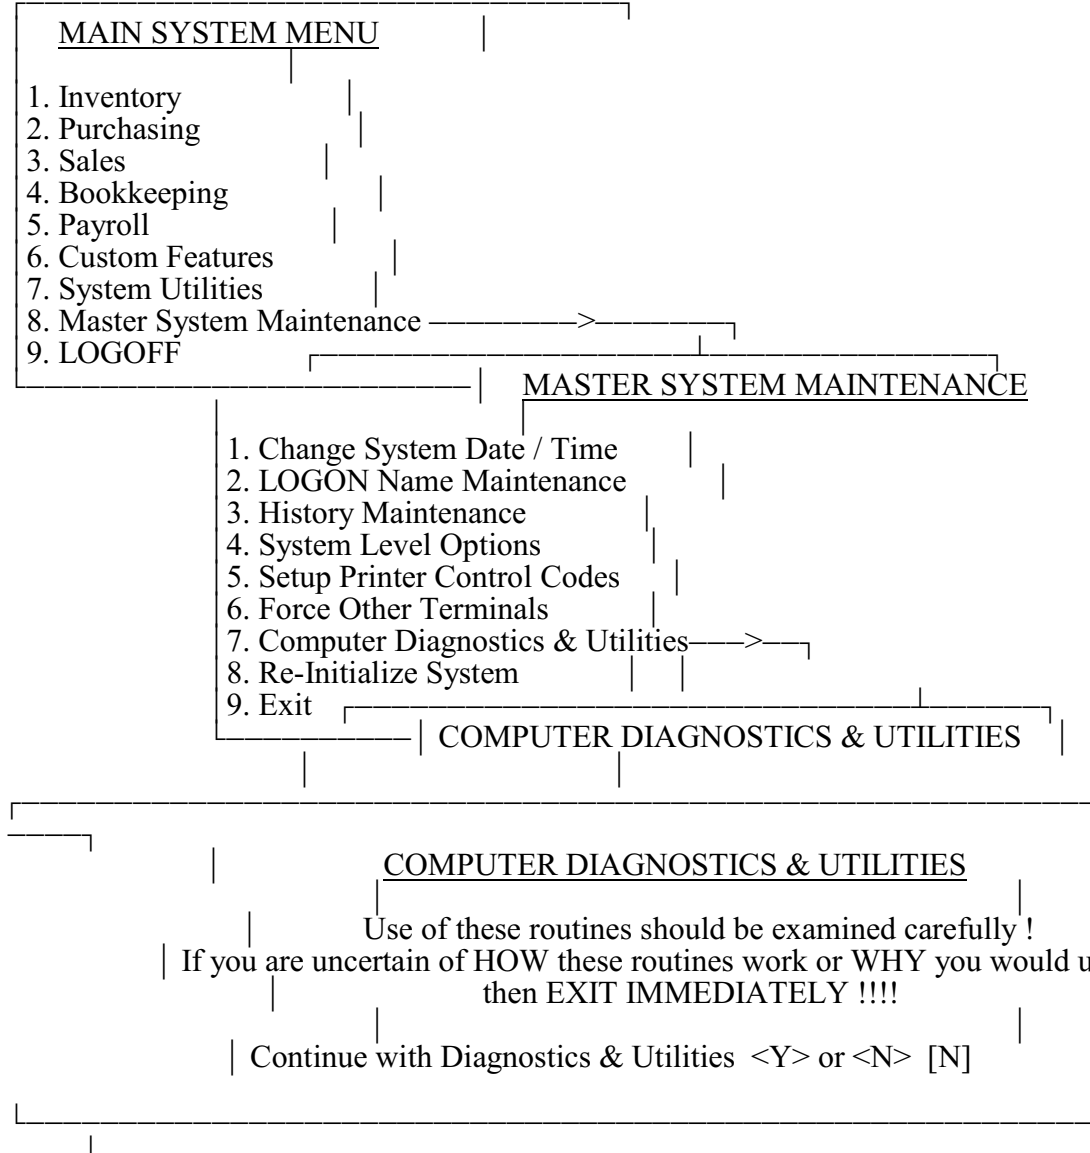 MAIN SYSTEM MENU
1. Inventory
2. Purchasing
3. Sales
4. Bookkeeping
5. Payroll
6. Custom Features
7. System Utilities
8. Master System Maintenance ————————>———————
9. LOGOFF
MASTER SYSTEM MAINTENANCE
1. Change System Date / Time
2. LOGON Name Maintenance
3. History Maintenance
4. System Level Options
5. Setup Printer Control Codes
6. Force Other Terminals
7. Computer Diagnostics & Utilities———>——
8. Re-Initialize System
9. Exit
COMPUTER DIAGNOSTICS & UTILITIES
COMPUTER DIAGNOSTICS & UTILITIES
Use of these routines should be examined carefully !
If you are uncertain of HOW these routines work or WHY you would
then EXIT IMMEDIATELY !!!!
Continue with Diagnostics & Utilities <Y> or <N> [N]